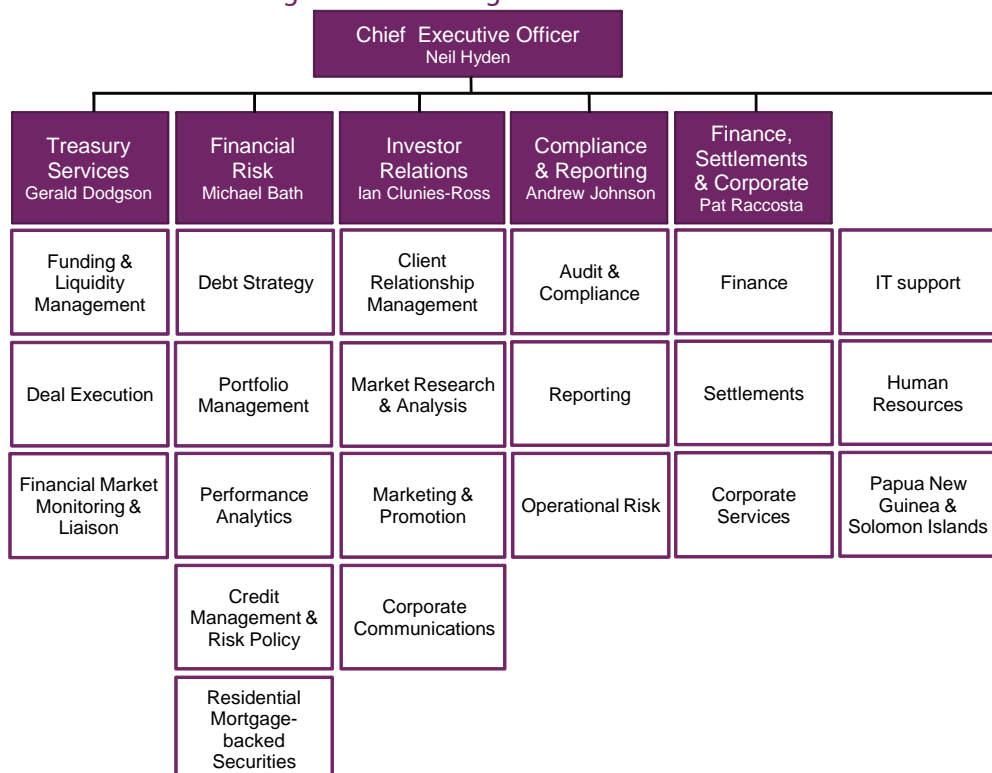 Chief Executive Officer
Neil Hyden
Treasury
Services
Gerald Dodgson
Financial
Risk
Michael Bath
Investor
Relations
Ian Clunies-Ross
Compliance
& Reporting
Andrew Johnson
Finance,
Settlements
& Corporate
Pat Raccosta
Funding &
Liquidity
Management
Debt Strategy
Client
Relationship
Management
Audit &
Compliance
Finance
IT support
Deal Execution
Portfolio
Management
Market Research
& Analysis
Reporting
Settlements
Human
Resources
Financial Market
Monitoring &
Liaison
Performance
Analytics
Marketing &
Promotion
Operational Risk
Corporate
Services
Papua New
Guinea &
Solomon Islands
Credit
Management &
Risk Policy
Corporate
Communications
Residential
Mortgage-
backed
Securities